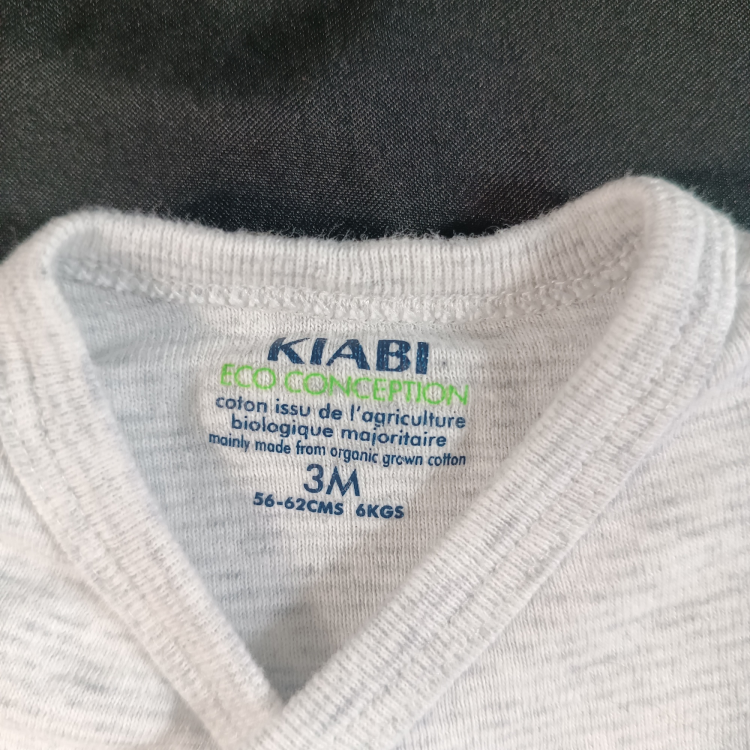 KIABI
ECO CONCEPTION
coton issu de l'agriculture
biologique majoritaire
mainly made from organic grown cotton
3M
56-62CMS 6KGS